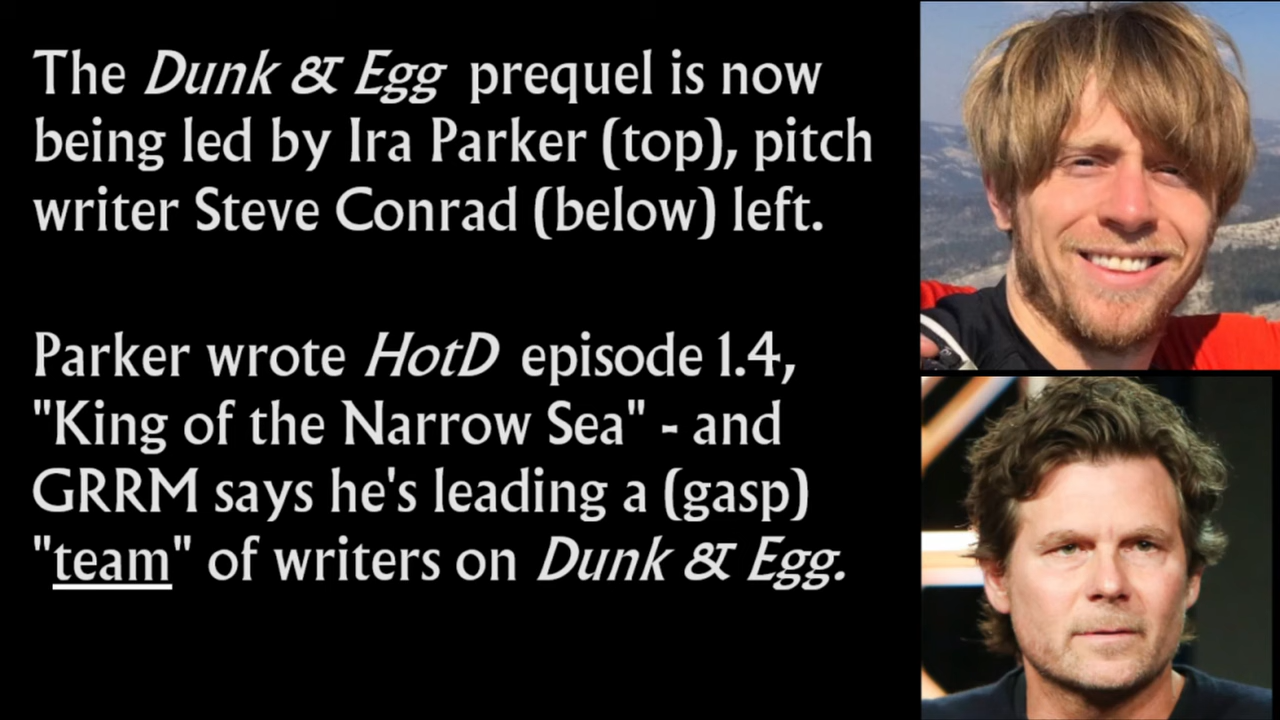 The Dunk & Egg prequel is now
being led by Ira Parker (top), pitch
writer Steve Conrad (below) left.
Parker wrote HotD episode 1.4,
"King of the Narrow Sea" - and
GRRM says he's leading a (gasp)
"team" of writers on Dunk & Egg.